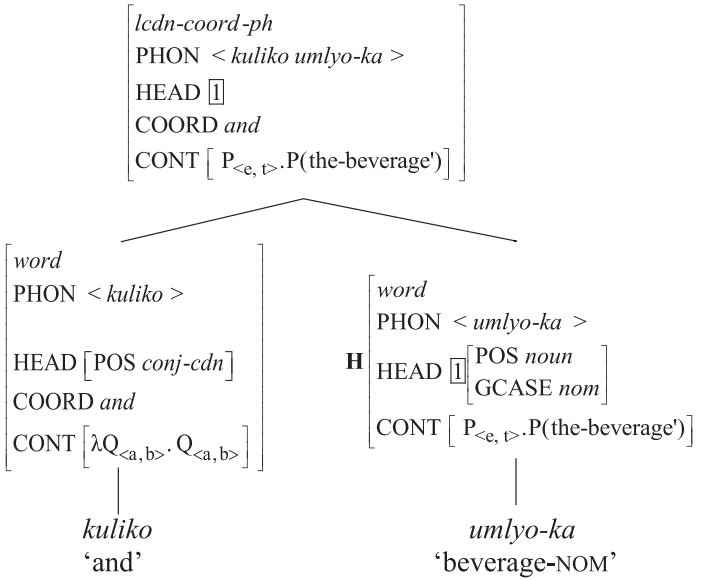 lcdn-coord-ph
PHON < kuliko umlyo-ka >
HEAD 1
COORD and
CONT [ P<e, t>.P(the-beverage') ]
word
PHON < kuliko >
HEAD [POS conj-cdn]
COORD and
CONT [λQ<a, b>. Q<a, b>]
kuliko
‘and’
H
word
PHON < umlyo-ka >
HEAD 1 [POS noun
GCASE nom]
CONT [ P<e, t>.P(the-beverage') ]
umlyo-ka
‘beverage-NOM’